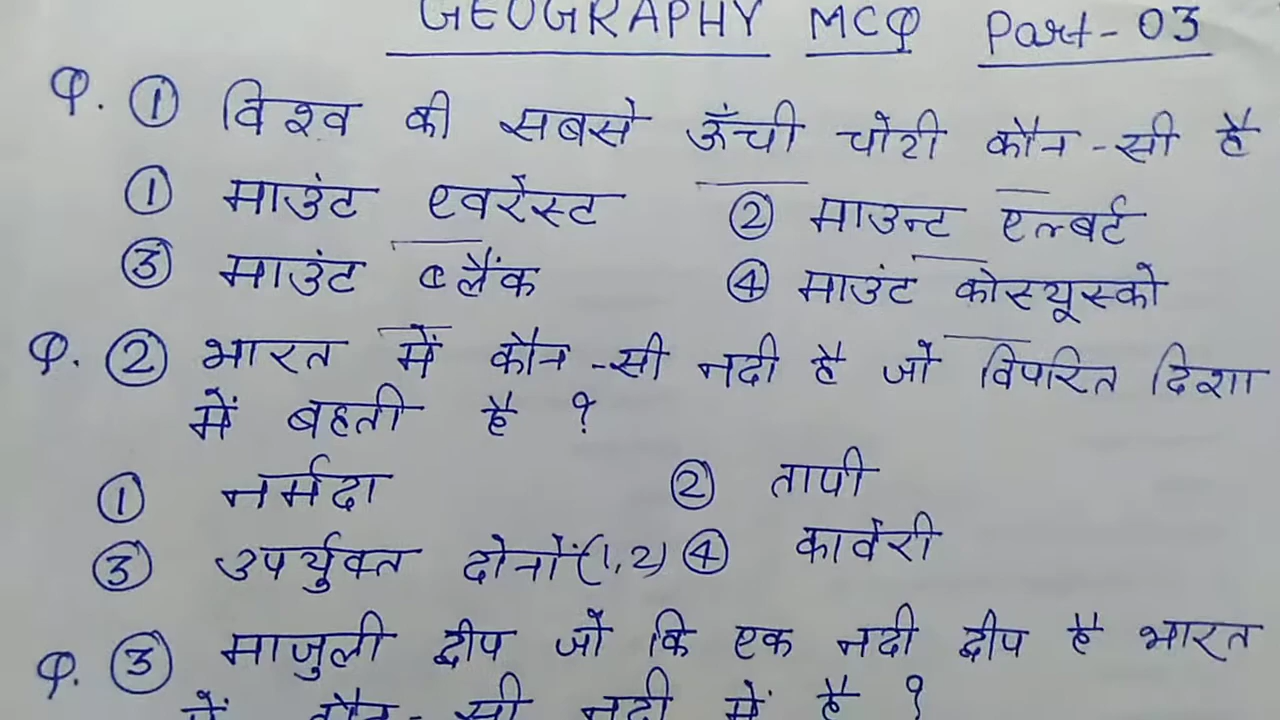 GEOGRAPHY MCQ Part-03
Q. ① विश्व की सबसे ऊँची चोटी कौन-सी है
① माउंट एवरेस्ट ② माउन्ट एल्बर्ट
③ माउंट ब्लैंक ④ माउंट कोस्यूस्को
Q. ② भारत में कौन-सी नदी है जो विपरित दिशा
में बहती है ?
① नर्मदा ② तापी
③ उपर्युक्त दोनों (1,2) ④ कावेरी
Q. ③ माजुली द्वीप जो कि एक नदी द्वीप है भारत
में कौन-सी नदी में है ?